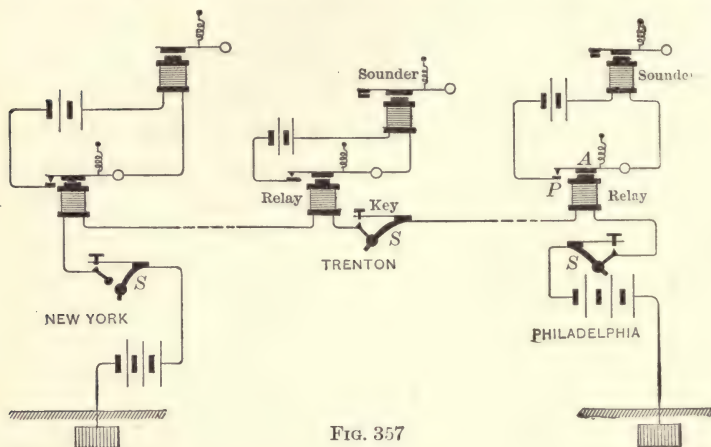 Sounder
Sounde
A
P
Relay
Key
Relay
S
S
S
TRENTON
NEW YORK
PHILADELPHIA
FIG. 357